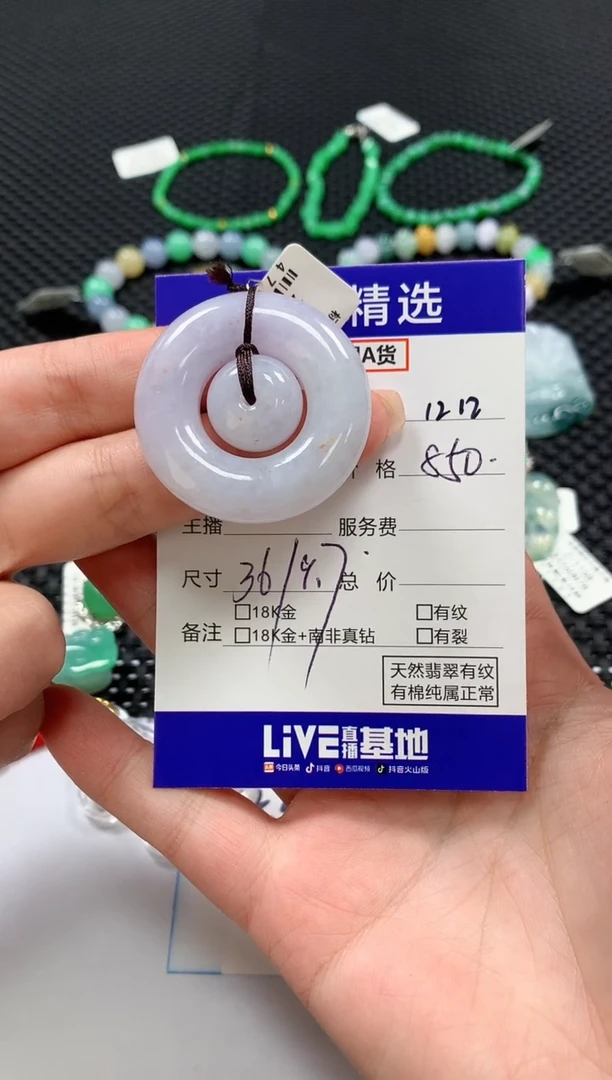 精选
A货
1212
格 850-
主播 服务费
尺寸 36/9.7 总 价
备注 □18K金 □有纹
□18K金+南非真钻 □有裂
天然翡翠有纹
有棉纯属正常
LiVE直播基地
今日头条 抖音 西瓜视频 抖音火山版